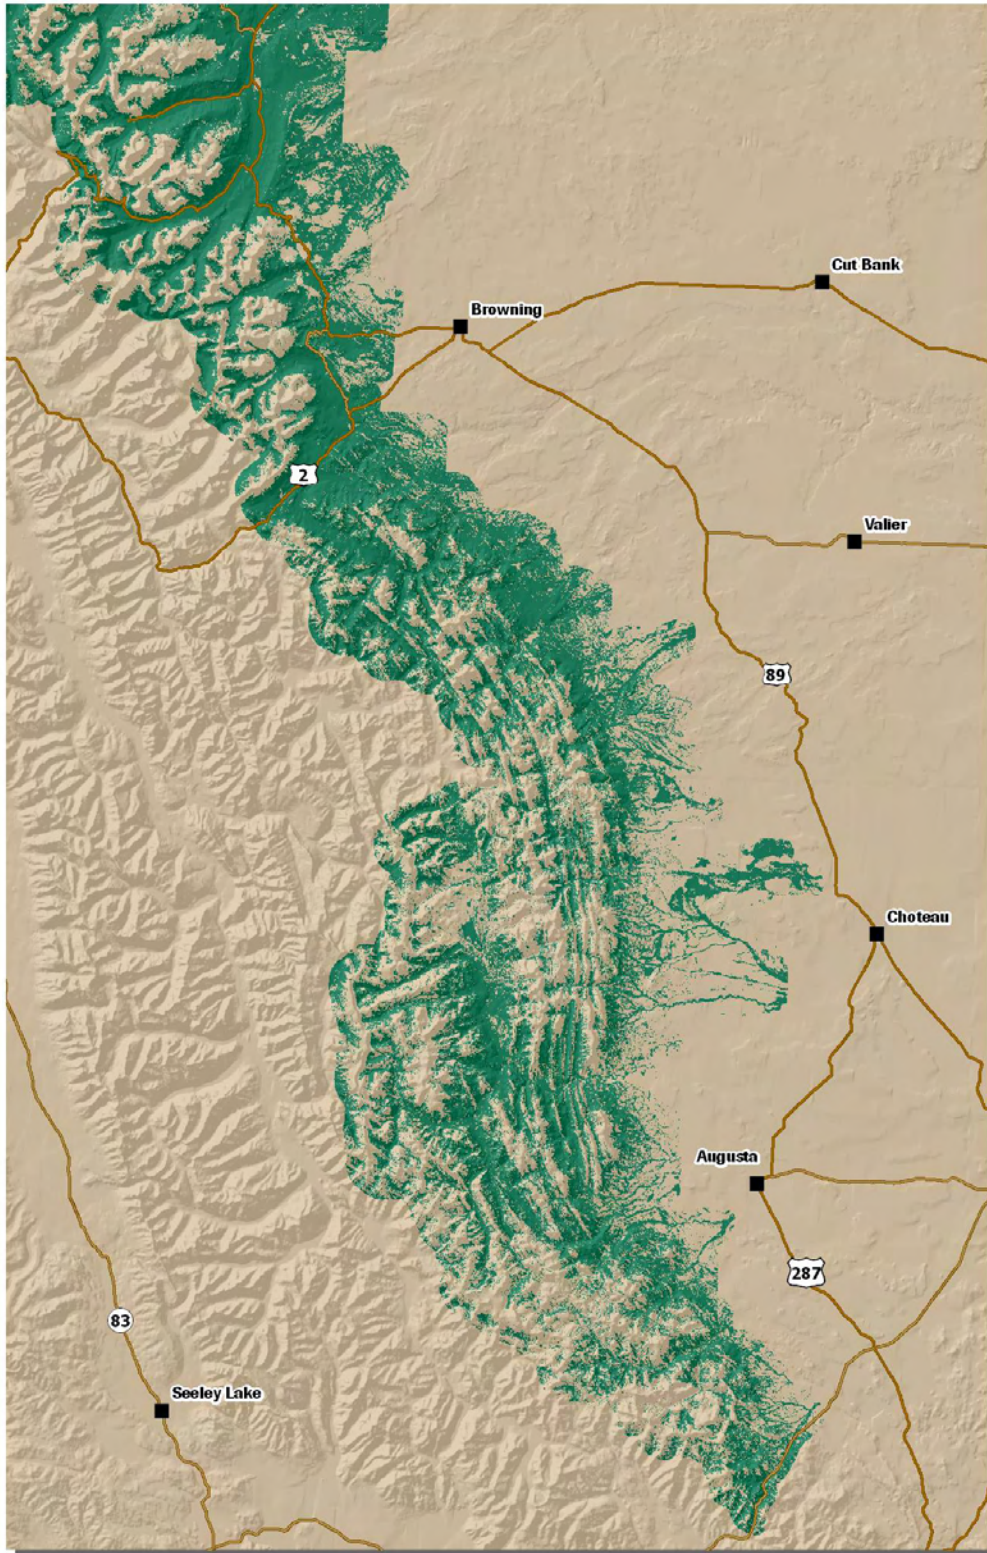 Cut Bank
Browning
2
Valier
89
Choteau
Augusta
287
83
Seeley Lake